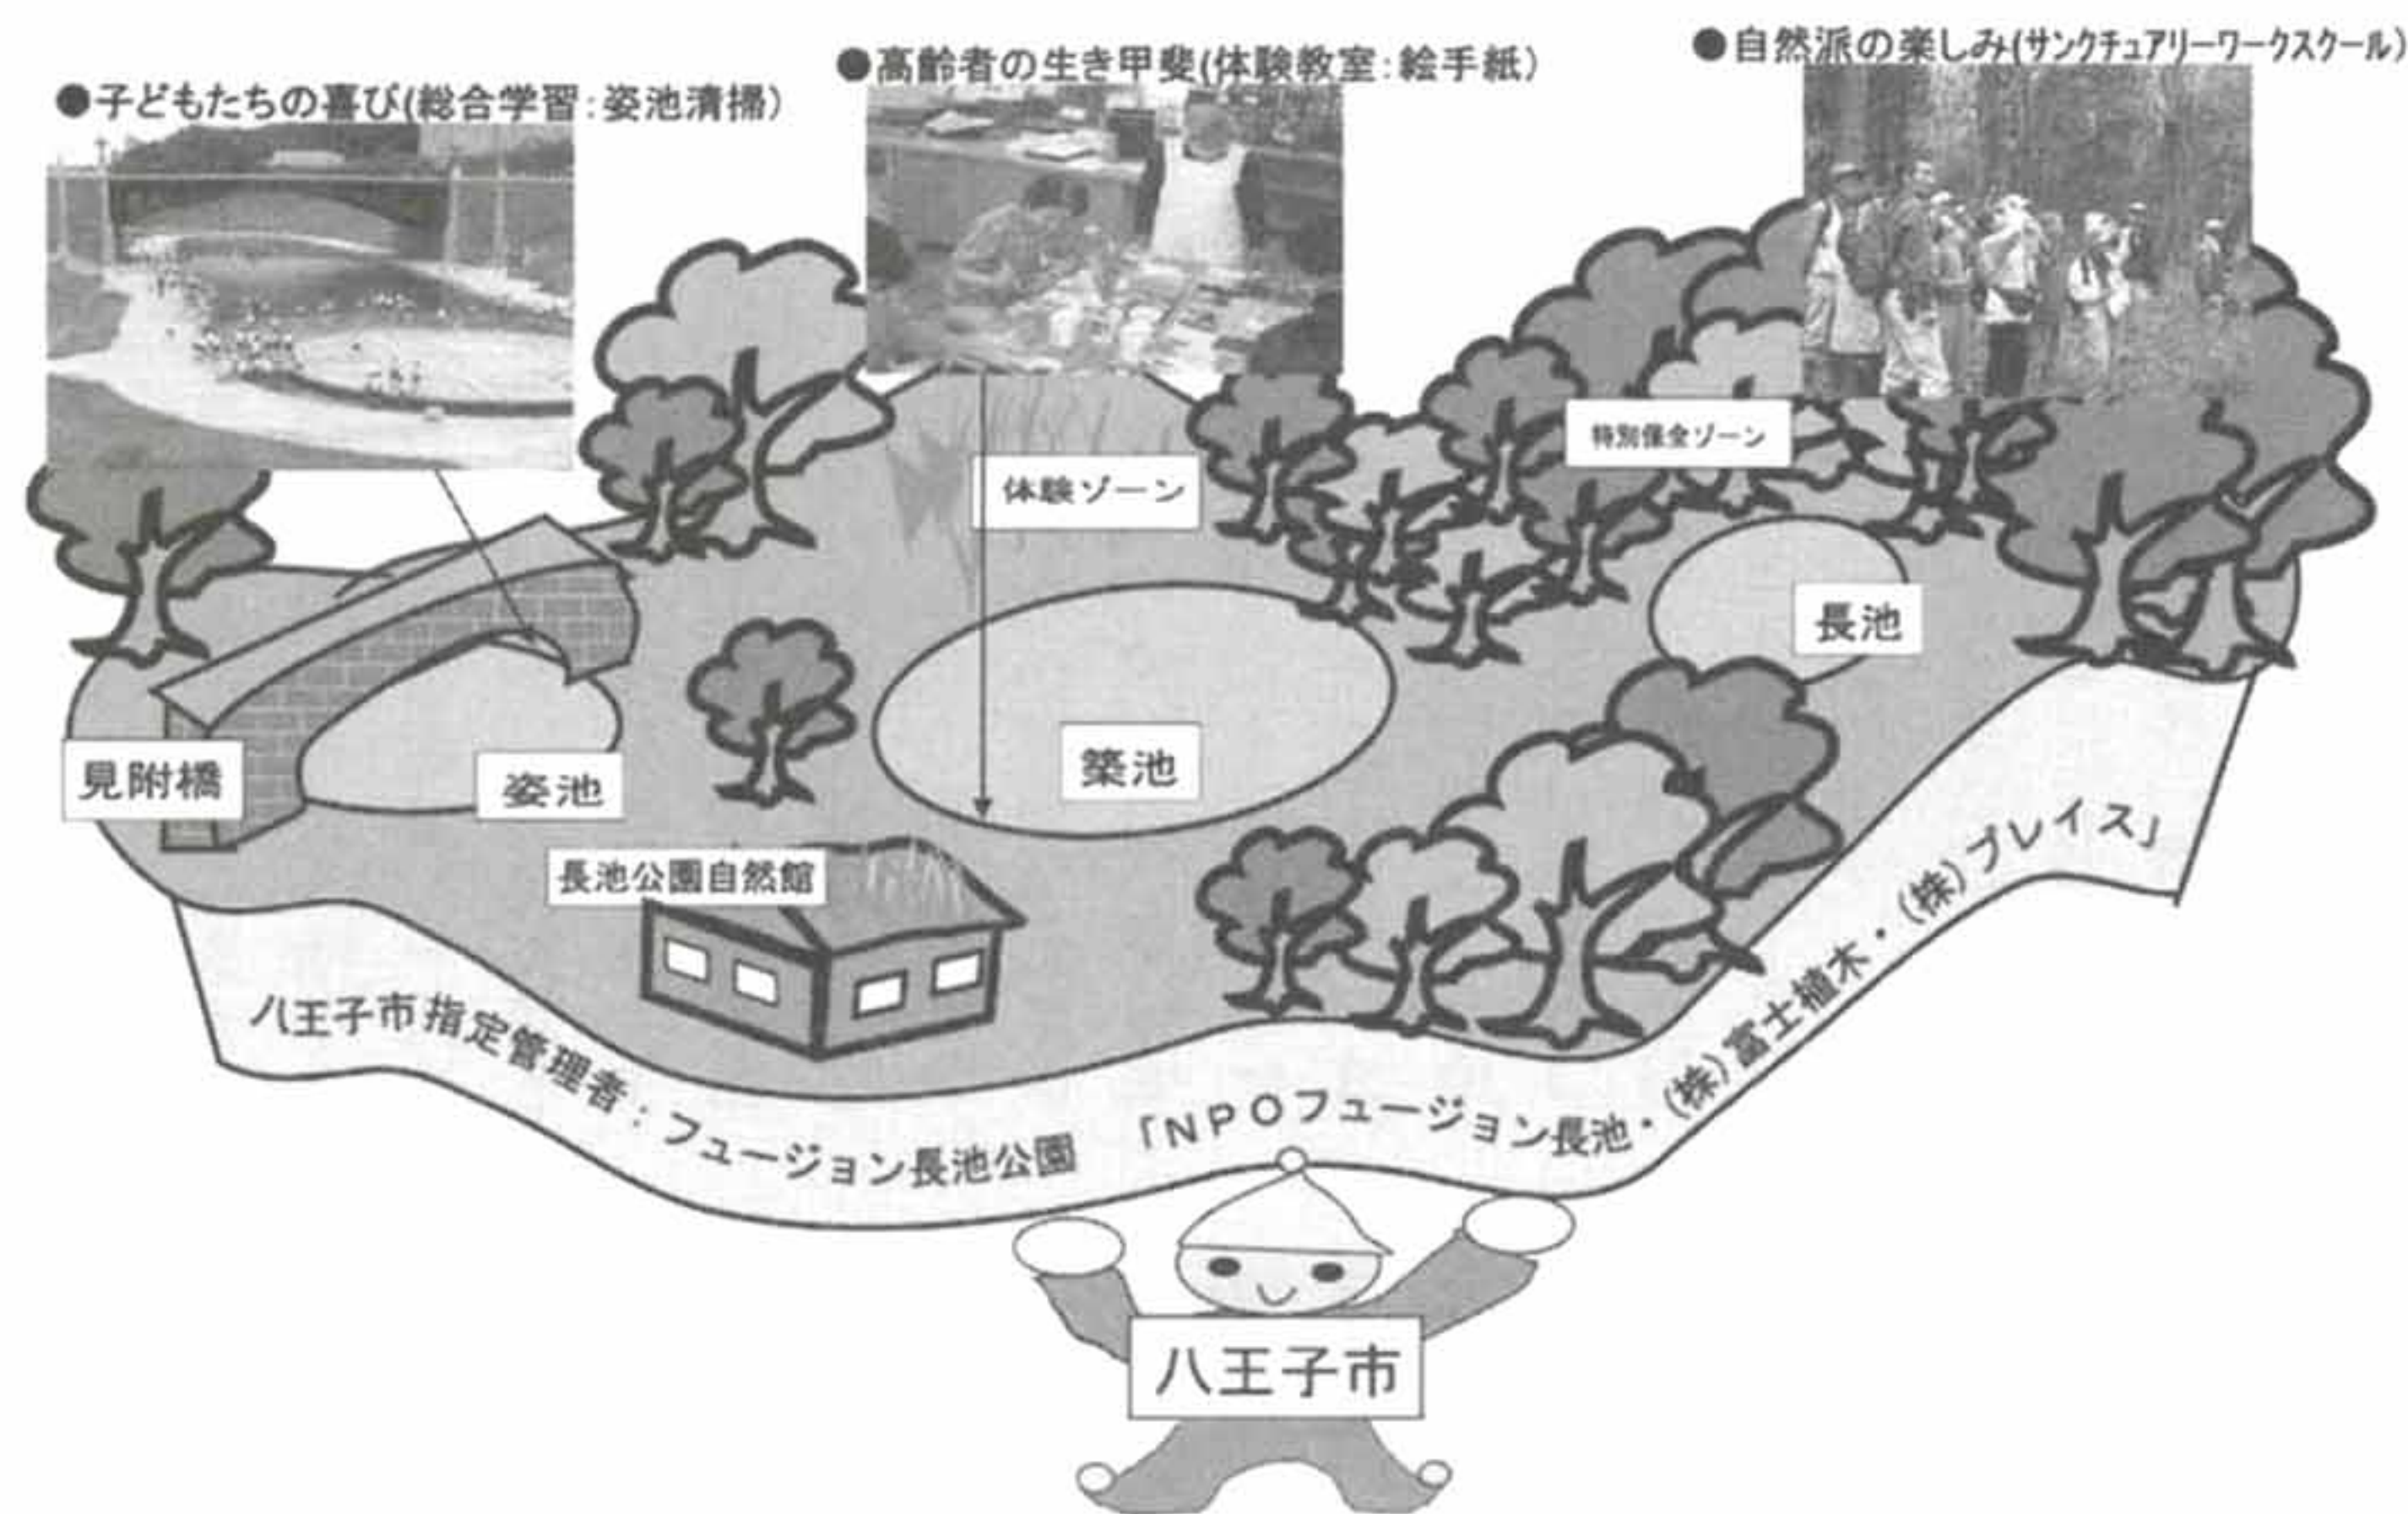 ●子どもたちの喜び(総合学習:姿池清掃)
●高齢者の生き甲斐(体験教室:絵手紙)
●自然派の楽しみ(サンクチュアリーワークスクール)
体験ゾーン
特別保全ゾーン
長池
見附橋
姿池
築池
長池公園自然館
八王子市指定管理者:フュージョン長池公園 「NPOフュージョン長池・(株)富士植木・(株)プレイス」
八王子市